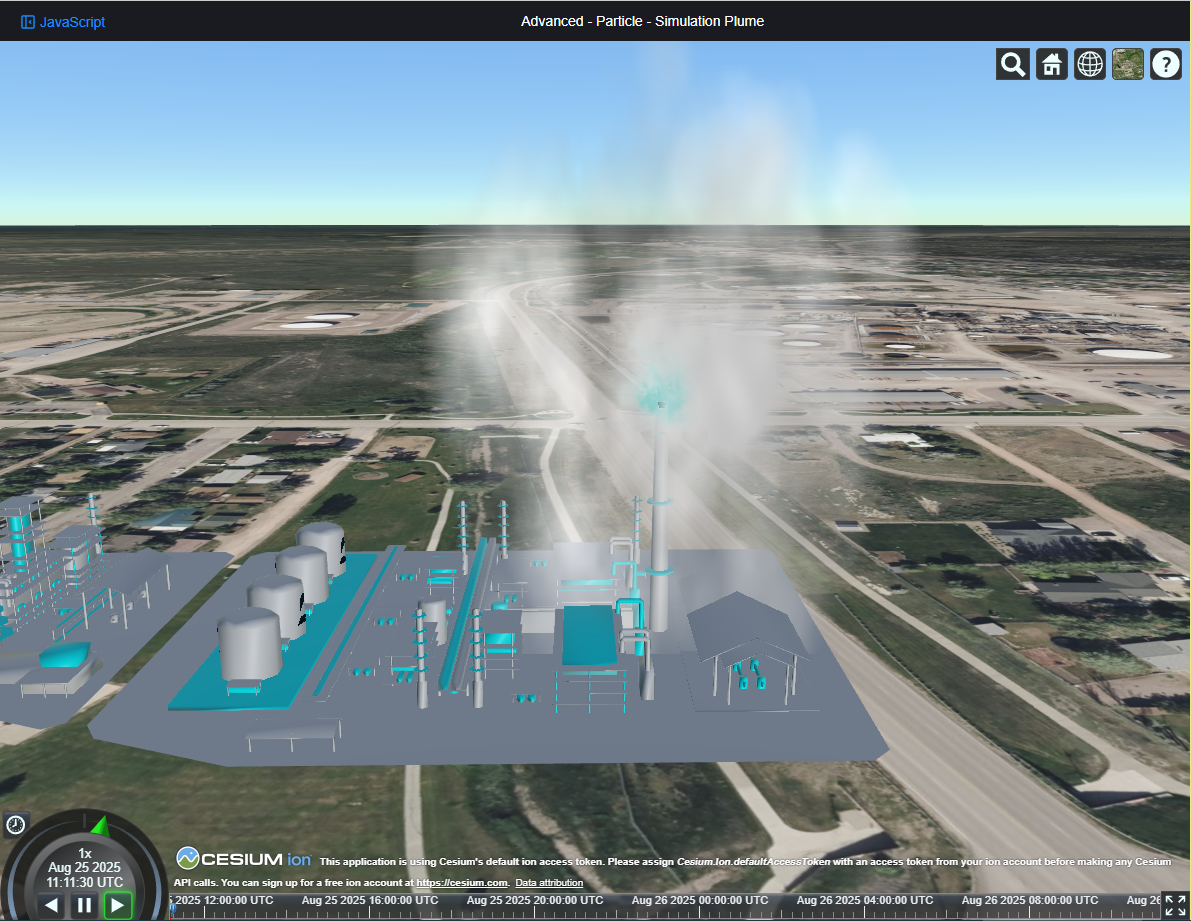 JavaScript
Advanced - Particle - Simulation Plume
?
1x
Aug 25 2025
11:11:30 UTC
CESIUM ion This application is using Cesium's default ion access token. Please assign Cesium.Ion.defaultAccessToken with an access token from your ion account before making any Cesium
API calls. You can sign up for a free ion account at https://cesium.com. Data attribution
5 2025 12:00:00 UTC Aug 25 2025 16:00:00 UTC Aug 25 2025 20:00:00 UTC Aug 26 2025 00:00:00 UTC Aug 26 2025 04:00:00 UTC Aug 26 2025 08:00:00 UTC Aug 26